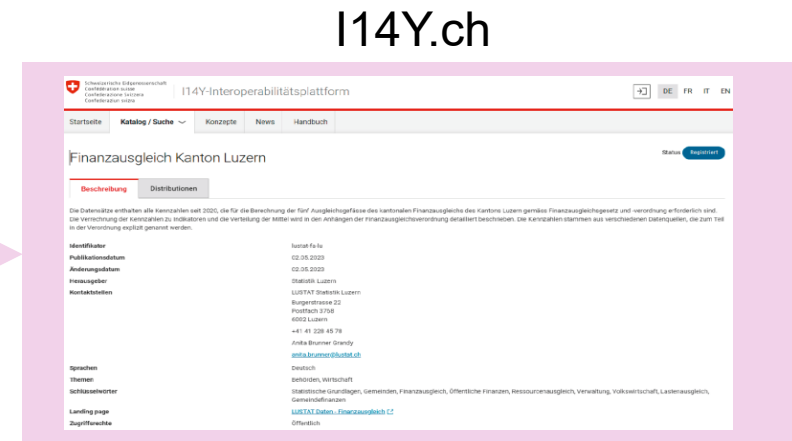 I14Y.ch
Schweizerische Eidgenossenschaft
Confédération suisse
Confederazione Svizzera
Confederaziun svizra
I14Y-Interoperabilitätsplattform
DE FR IT EN
Startseite Katalog / Suche Konzepte News Handbuch
Finanzausgleich Kanton Luzern
Status Registriert
Beschreibung Distributionen
Die Datensätze enthalten alle Kennzahlen seit 2020, die für die Berechnung der fünf Ausgleichsgefässe des kantonalen Finanzausgleichs des Kantons Luzern gemäss Finanzausgleichsgesetz und -verordnung erforderlich sind.
Die Verrechnung der Kennzahlen zu Indikatoren und die Verteilung der Mittel wird in den Anhängen der Finanzausgleichsverordnung detailliert beschrieben. Die Kennzahlen stammen aus verschiedenen Datenquellen, die zum Teil
in der Verordnung explizit genannt werden.
Identifikator lustat-fa-lu
Publikationsdatum 02.05.2023
Änderungsdatum 02.05.2023
Herausgeber Statistik Luzern
Kontaktstellen LUSTAT Statistik Luzern
Burgerstrasse 22
Postfach 3768
6002 Luzern
+41 41 228 45 78
Anita Brunner Grandy
anita.brunner@lustat.ch
Sprachen Deutsch
Themen Behörden, Wirtschaft
Schlüsselwörter Statistische Grundlagen, Gemeinden, Finanzausgleich, Öffentliche Finanzen, Ressourcenausgleich, Verwaltung, Volkswirtschaft, Lastenausgleich,
Gemeindefinanzen
Landing page LUSTAT Daten - Finanzausgleich
Zugriffsrechte Öffentlich